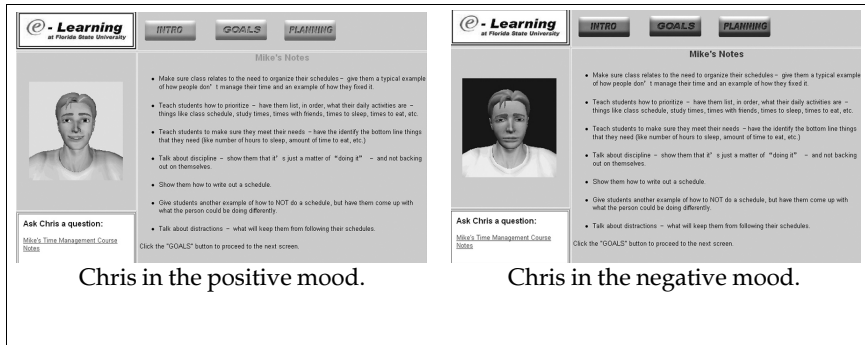 e - Learning
at Florida State University
INTRO
GOALS
PLANNING
Mike's Notes
• Make sure class relates to the need to organize their schedules – give them a typical example
of how people don't manage their time and an example of how they fixed it.
• Teach students how to prioritize – have them list, in order, what their daily activities are –
things like class schedule, study times, times with friends, times to sleep, times to eat, etc.
• Teach students to make sure they meet their needs – have the identify the bottom line things
that they need (like number of hours to sleep, amount of time to eat, etc.)
• Talk about discipline – show them that it's just a matter of "doing it" – and not backing
out on themselves.
• Show them how to write out a schedule.
• Give students another example of how to NOT do a schedule, but have them come up with
what the person could be doing differently.
• Talk about distractions – what will keep them from following their schedules.
Click the "GOALS" button to proceed to the next screen.
Ask Chris a question:
Mike's Time Management Course
Notes
Chris in the positive mood.
e - Learning
at Florida State University
INTRO
GOALS
PLANNING
Mike's Notes
• Make sure class relates to the need to organize their schedules – give them a typical example
of how people don't manage their time and an example of how they fixed it.
• Teach students how to prioritize – have them list, in order, what their daily activities are –
things like class schedule, study times, times with friends, times to sleep, times to eat, etc.
• Teach students to make sure they meet their needs – have the identify the bottom line things
that they need (like number of hours to sleep, amount of time to eat, etc.)
• Talk about discipline – show them that it's just a matter of "doing it" – and not backing
out on themselves.
• Show them how to write out a schedule.
• Give students another example of how to NOT do a schedule, but have them come up with
what the person could be doing differently.
• Talk about distractions – what will keep them from following their schedules.
Click the "GOALS" button to proceed to the next screen.
Ask Chris a question:
Mike's Time Management Course
Notes
Chris in the negative mood.